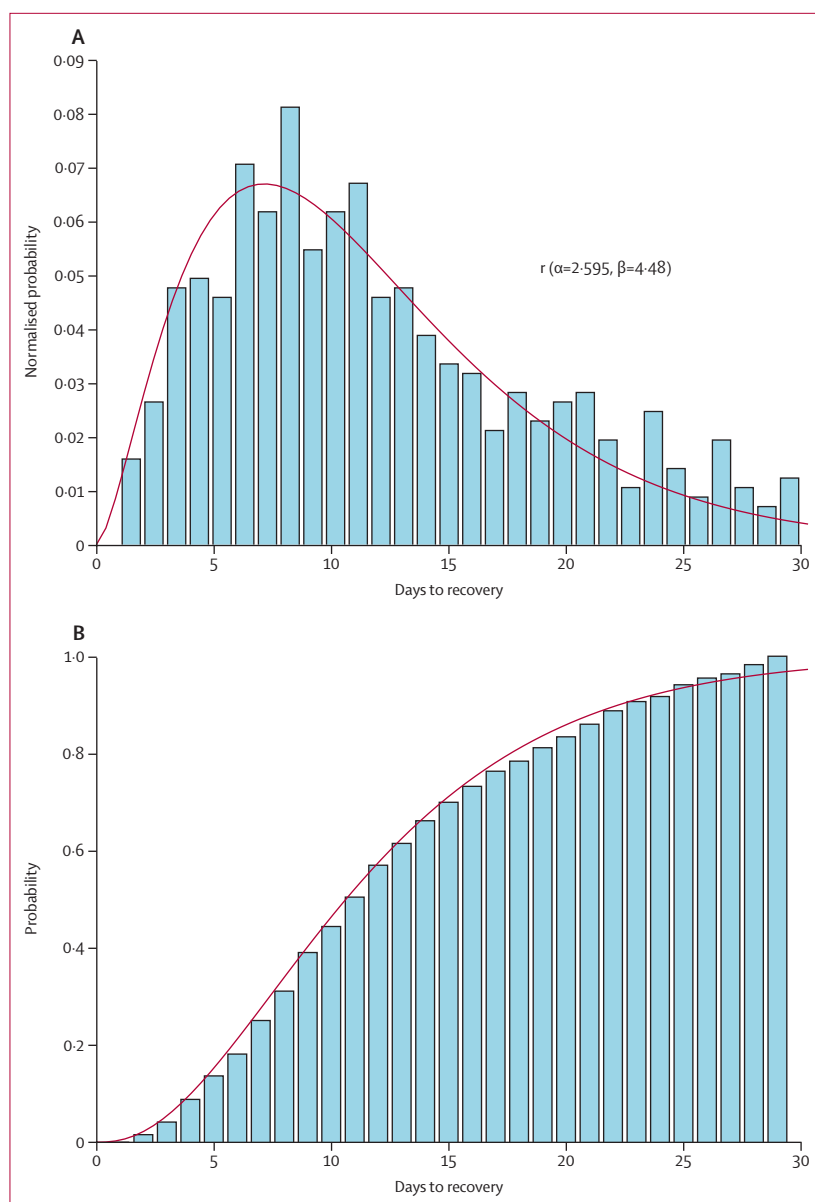 A
0·09
0·08
0·07
0·06
0·05
0·04
0·03
0·02
0·01
0
Normalised probability
r (α=2·595, β=4·48)
0 5 10 15 20 25 30
Days to recovery
B
1·0
0·8
0·6
0·4
0·2
0
Probability
0 5 10 15 20 25 30
Days to recovery